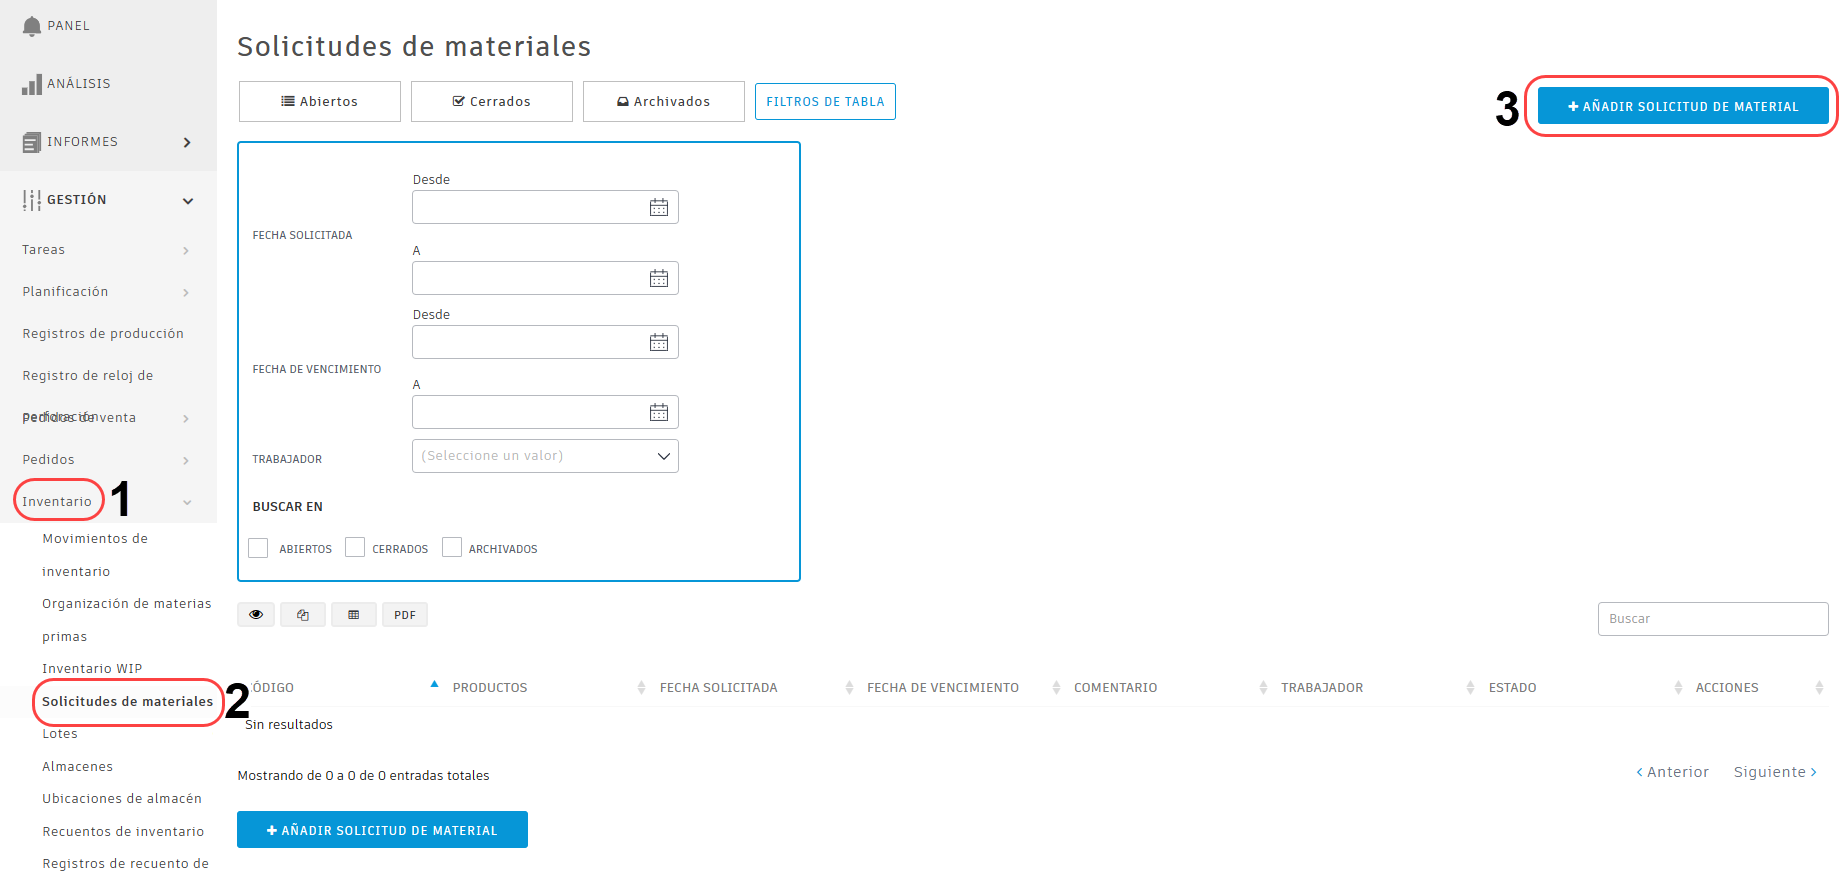 PANEL
ANÁLISIS
INFORMES
GESTIÓN
Tareas
Planificación
Registros de producción
Registro de reloj de
perforación
Pedidos de venta
Pedidos
Inventario
1
Movimientos de
inventario
Organización de materias
primas
Inventario WIP
Solicitudes de materiales
2
Lotes
Almacenes
Ubicaciones de almacén
Recuentos de inventario
Registros de recuento de
Solicitudes de materiales
Abiertos
Cerrados
Archivados
FILTROS DE TABLA
3
AÑADIR SOLICITUD DE MATERIAL
FECHA SOLICITADA
Desde
A
FECHA DE VENCIMIENTO
Desde
A
TRABAJADOR
(Seleccione un valor)
BUSCAR EN
ABIERTOS
CERRADOS
ARCHIVADOS
PDF
Buscar
ÓDIGO
PRODUCTOS
FECHA SOLICITADA
FECHA DE VENCIMIENTO
COMENTARIO
TRABAJADOR
ESTADO
ACCIONES
Sin resultados
Mostrando de 0 a 0 de 0 entradas totales
Anterior
Siguiente
AÑADIR SOLICITUD DE MATERIAL